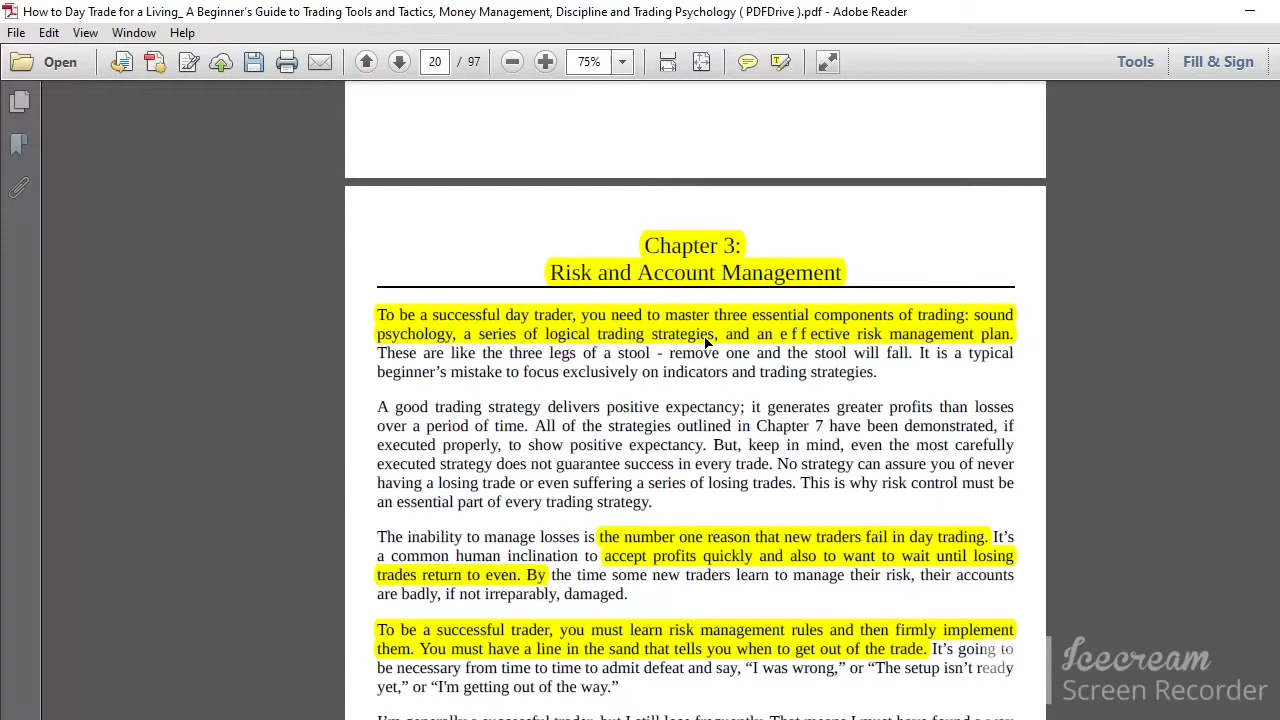 How to Day Trade for a Living_ A Beginner's Guide to Trading Tools and Tactics, Money Management, Discipline and Trading Psychology ( PDFDrive ).pdf - Adobe Reader
File Edit View Window Help
Open 20 / 97 75% Tools Fill & Sign
Chapter 3:
Risk and Account Management
To be a successful day trader, you need to master three essential components of trading: sound
psychology, a series of logical trading strategies, and an e f f ective risk management plan.
These are like the three legs of a stool - remove one and the stool will fall. It is a typical
beginner’s mistake to focus exclusively on indicators and trading strategies.
A good trading strategy delivers positive expectancy; it generates greater profits than losses
over a period of time. All of the strategies outlined in Chapter 7 have been demonstrated, if
executed properly, to show positive expectancy. But, keep in mind, even the most carefully
executed strategy does not guarantee success in every trade. No strategy can assure you of never
having a losing trade or even suffering a series of losing trades. This is why risk control must be
an essential part of every trading strategy.
The inability to manage losses is the number one reason that new traders fail in day trading. It’s
a common human inclination to accept profits quickly and also to want to wait until losing
trades return to even. By the time some new traders learn to manage their risk, their accounts
are badly, if not irreparably, damaged.
To be a successful trader, you must learn risk management rules and then firmly implement
them. You must have a line in the sand that tells you when to get out of the trade. It’s going to
be necessary from time to time to admit defeat and say, “I was wrong,” or “The setup isn’t ready
yet,” or “I'm getting out of the way.”
Icecream
Screen Recorder